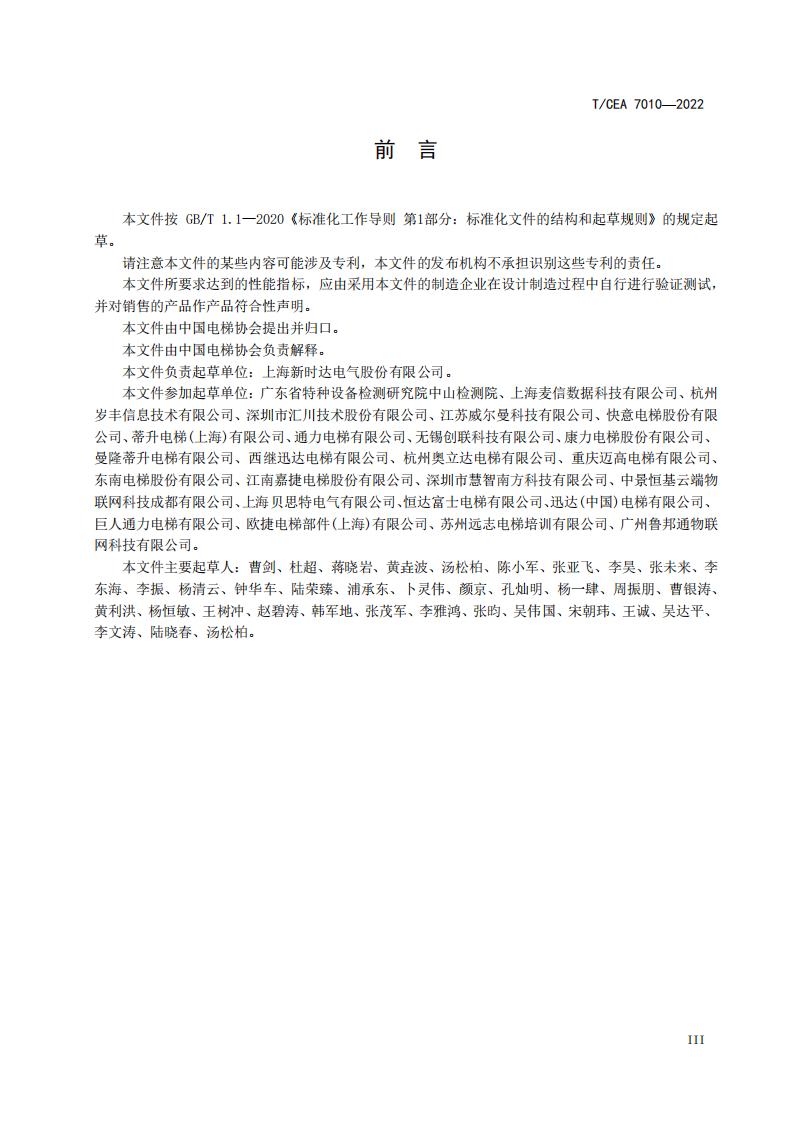 T/CEA 7010—2022
前 言
本文件按 GB/T 1.1—2020《标准化工作导则 第1部分：标准化文件的结构和起草规则》的规定起
草。
请注意本文件的某些内容可能涉及专利，本文件的发布机构不承担识别这些专利的责任。
本文件所要求达到的性能指标，应由采用本文件的制造企业在设计制造过程中自行进行验证测试，
并对销售的产品作产品符合性声明。
本文件由中国电梯协会提出并归口。
本文件由中国电梯协会负责解释。
本文件负责起草单位：上海新时达电气股份有限公司。
本文件参加起草单位：广东省特种设备检测研究院中山检测院、上海麦信数据科技有限公司、杭州
岁丰信息技术有限公司、深圳市汇川技术股份有限公司、江苏威尔曼科技有限公司、快意电梯股份有限
公司、蒂升电梯(上海)有限公司、通力电梯有限公司、无锡创联科技有限公司、康力电梯股份有限公司、
曼隆蒂升电梯有限公司、西继迅达电梯有限公司、杭州奥立达电梯有限公司、重庆迈高电梯有限公司、
东南电梯股份有限公司、江南嘉捷电梯股份有限公司、深圳市慧智南方科技有限公司、中景恒基云端物
联网科技成都有限公司、上海贝思特电气有限公司、恒达富士电梯有限公司、迅达(中国)电梯有限公司、
巨人通力电梯有限公司、欧捷电梯部件(上海)有限公司、苏州远志电梯培训有限公司、广州鲁邦通物联
网科技有限公司。
本文件主要起草人：曹剑、杜超、蒋晓岩、黄垚波、汤松柏、陈小军、张亚飞、李昊、张未来、李
东海、李振、杨清云、钟华车、陆荣臻、浦承东、卜灵伟、颜京、孔灿明、杨一肆、周振朋、曹银涛、
黄利洪、杨恒敏、王树冲、赵碧涛、韩军地、张茂军、李雅鸿、张昀、吴伟国、宋朝玮、王诚、吴达平、
李文涛、陆晓春、汤松柏。
III